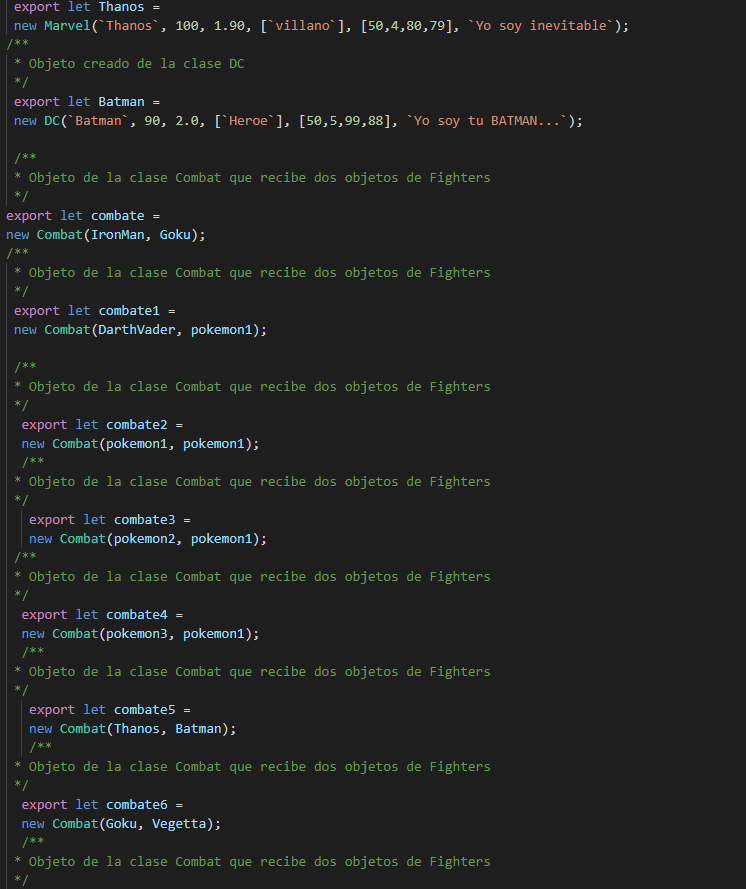 export let Thanos =
new Marvel(`Thanos`, 100, 1.90, [`villano`], [50,4,80,79], `Yo soy inevitable`);
/**
* Objeto creado de la clase DC
*/
export let Batman =
new DC(`Batman`, 90, 2.0, [`Heroe`], [50,5,99,88], `Yo soy tu BATMAN...`);
/**
* Objeto de la clase Combat que recibe dos objetos de Fighters
*/
export let combate =
new Combat(IronMan, Goku);
/**
* Objeto de la clase Combat que recibe dos objetos de Fighters
*/
export let combate1 =
new Combat(DarthVader, pokemon1);
/**
* Objeto de la clase Combat que recibe dos objetos de Fighters
*/
export let combate2 =
new Combat(pokemon1, pokemon1);
/**
* Objeto de la clase Combat que recibe dos objetos de Fighters
*/
export let combate3 =
new Combat(pokemon2, pokemon1);
/**
* Objeto de la clase Combat que recibe dos objetos de Fighters
*/
export let combate4 =
new Combat(pokemon3, pokemon1);
/**
* Objeto de la clase Combat que recibe dos objetos de Fighters
*/
export let combate5 =
new Combat(Thanos, Batman);
/**
* Objeto de la clase Combat que recibe dos objetos de Fighters
*/
export let combate6 =
new Combat(Goku, Vegetta);
/**
* Objeto de la clase Combat que recibe dos objetos de Fighters
*/